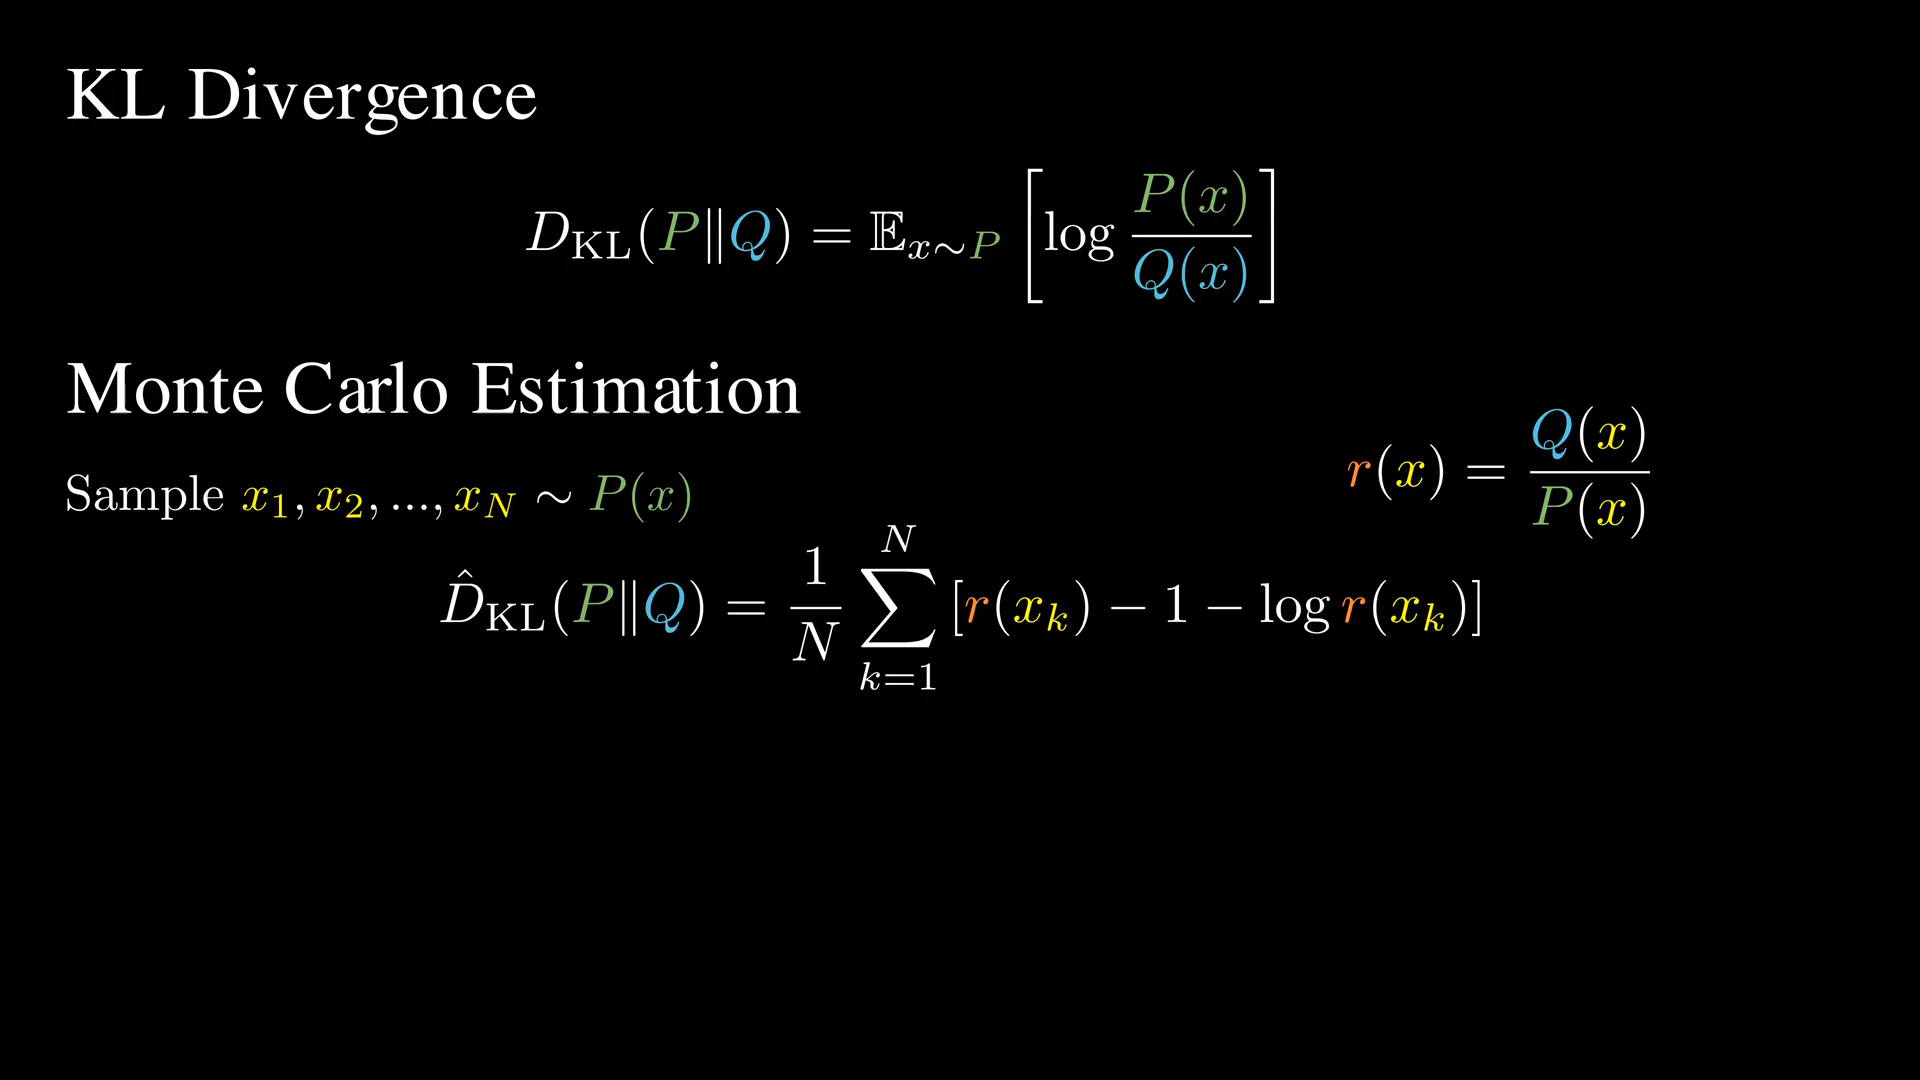 KL Divergence
D_KL(P‖Q) = 𝔼_{x∼P} [log P(x)/Q(x)]
Monte Carlo Estimation
r(x) = Q(x)/P(x)
Sample x_1, x_2, ..., x_N ∼ P(x)
D̂_KL(P‖Q) = 1/N ∑_{k=1}^{N} [r(x_k) − 1 − log r(x_k)]